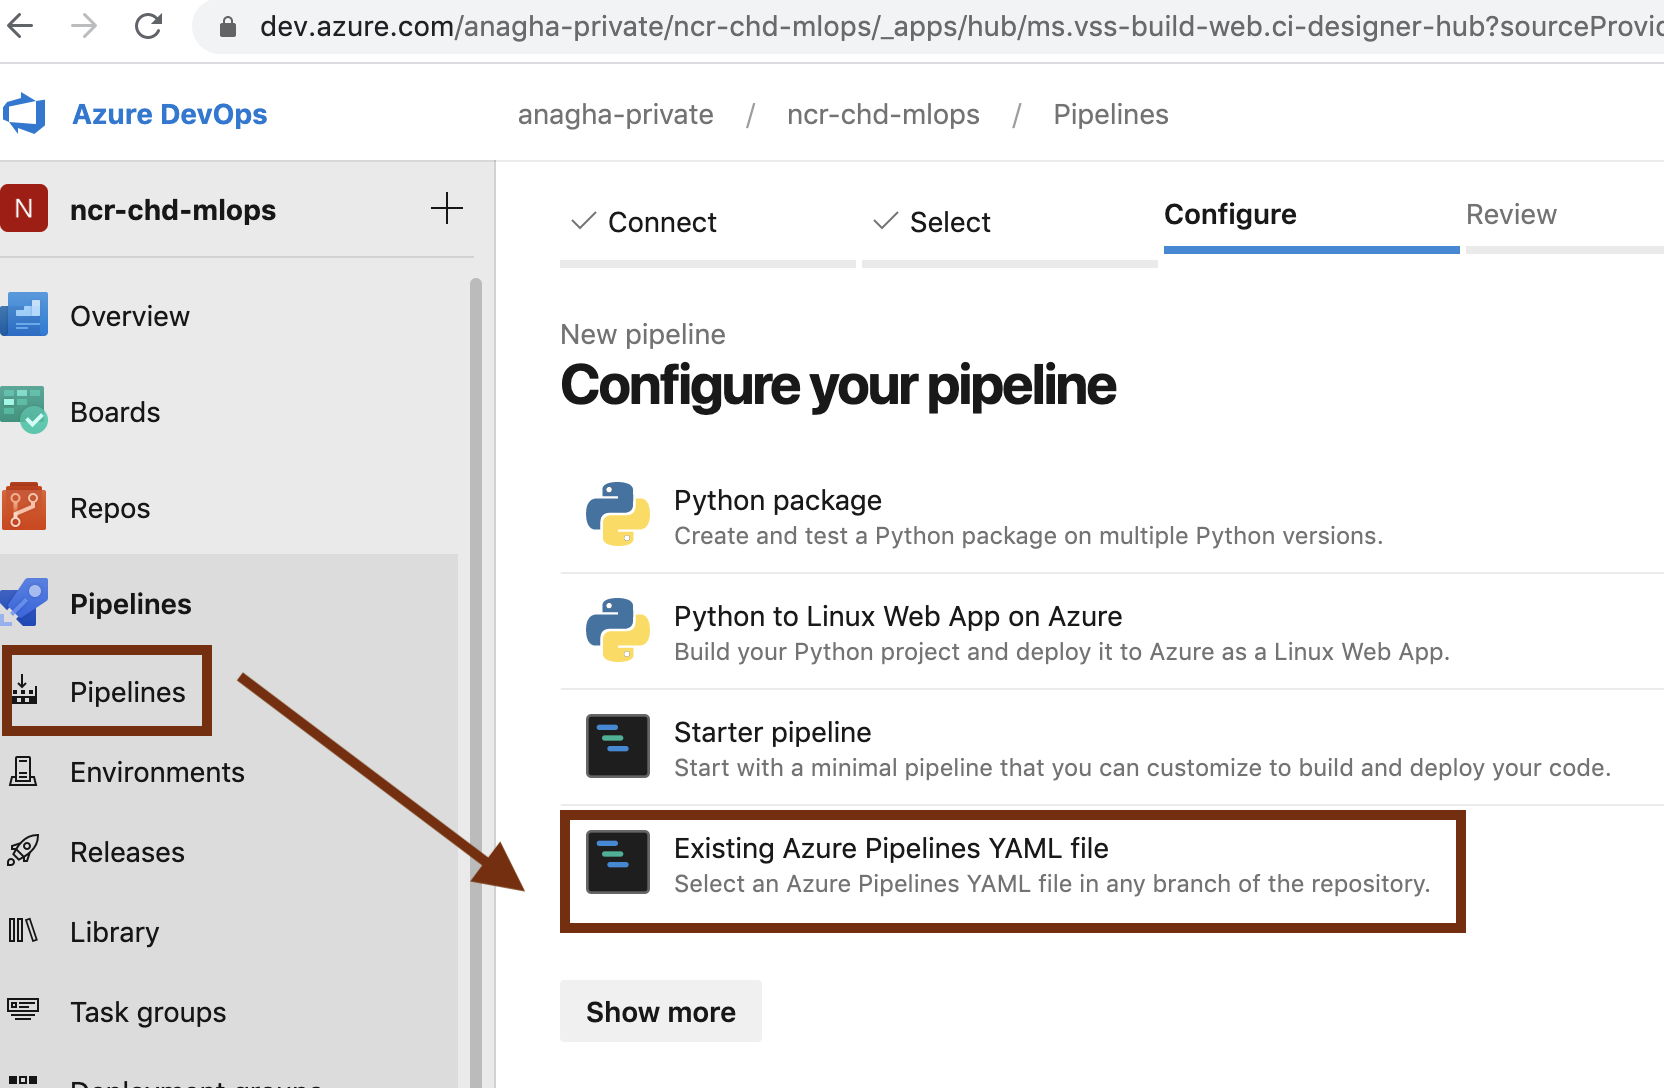 dev.azure.com/anagha-private/ncr-chd-mlops/_apps/hub/ms.vss-build-web.ci-designer-hub?sourceProvid
Azure DevOps
anagha-private / ncr-chd-mlops / Pipelines
N ncr-chd-mlops
Connect
Select
Configure
Review
Overview
Boards
Repos
Pipelines
Pipelines
Environments
Releases
Library
Task groups
Deployment groups
New pipeline
Configure your pipeline
Python package
Create and test a Python package on multiple Python versions.
Python to Linux Web App on Azure
Build your Python project and deploy it to Azure as a Linux Web App.
Starter pipeline
Start with a minimal pipeline that you can customize to build and deploy your code.
Existing Azure Pipelines YAML file
Select an Azure Pipelines YAML file in any branch of the repository.
Show more